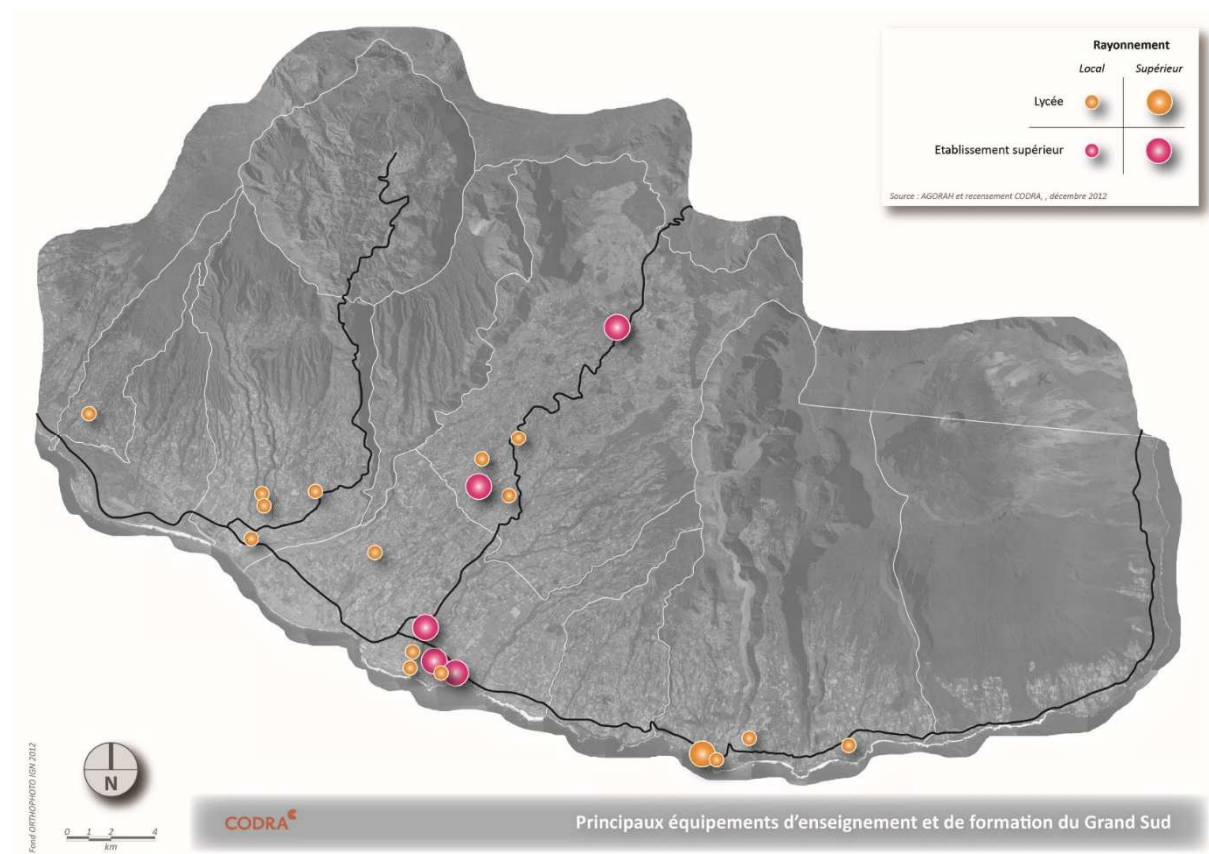 Rayonnement
Local Supérieur
Lycée
Etablissement supérieur
Source : AGORAH et recensement CODRA, , décembre 2012
Fond ORTHOPHOTO IGN 2012
N
0 1 2 4
km
CODRA
Principaux équipements d'enseignement et de formation du Grand Sud